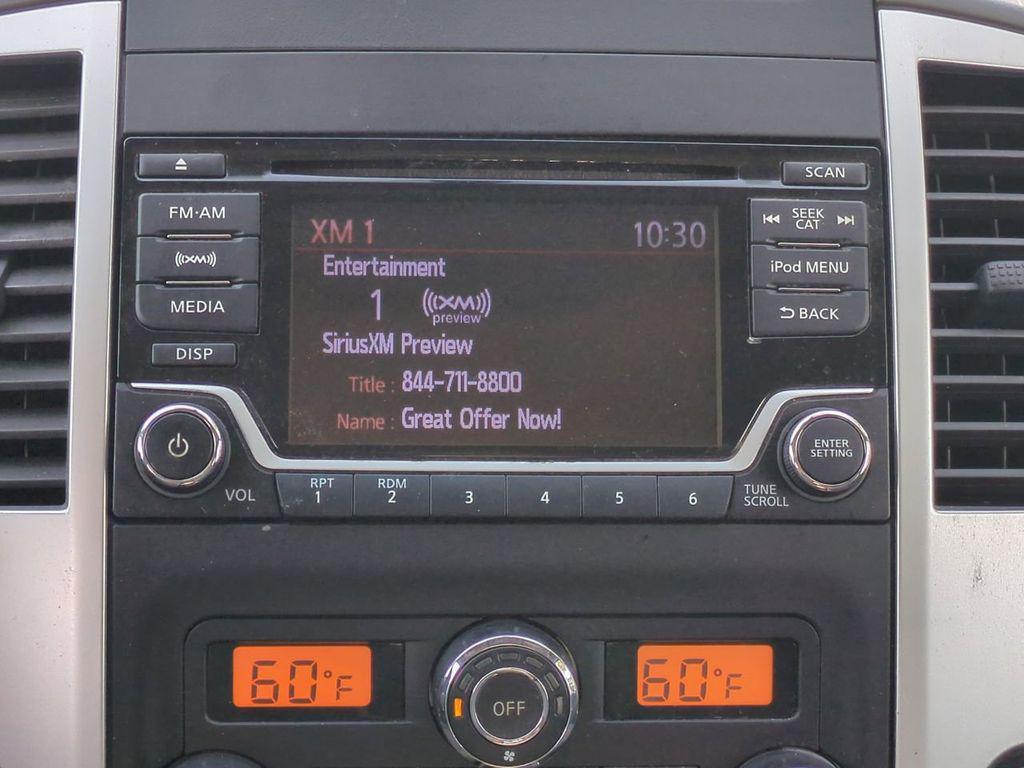 SCAN
FM·AM
XM
MEDIA
DISP
XM 1 10:30
Entertainment
1 XM
preview
SiriusXM Preview
Title : 844-711-8800
Name : Great Offer Now!
SEEK
CAT
iPod MENU
BACK
VOL
RPT
1
RDM
2
3
4
5
6
TUNE
SCROLL
ENTER
SETTING
60°F
OFF
60°F